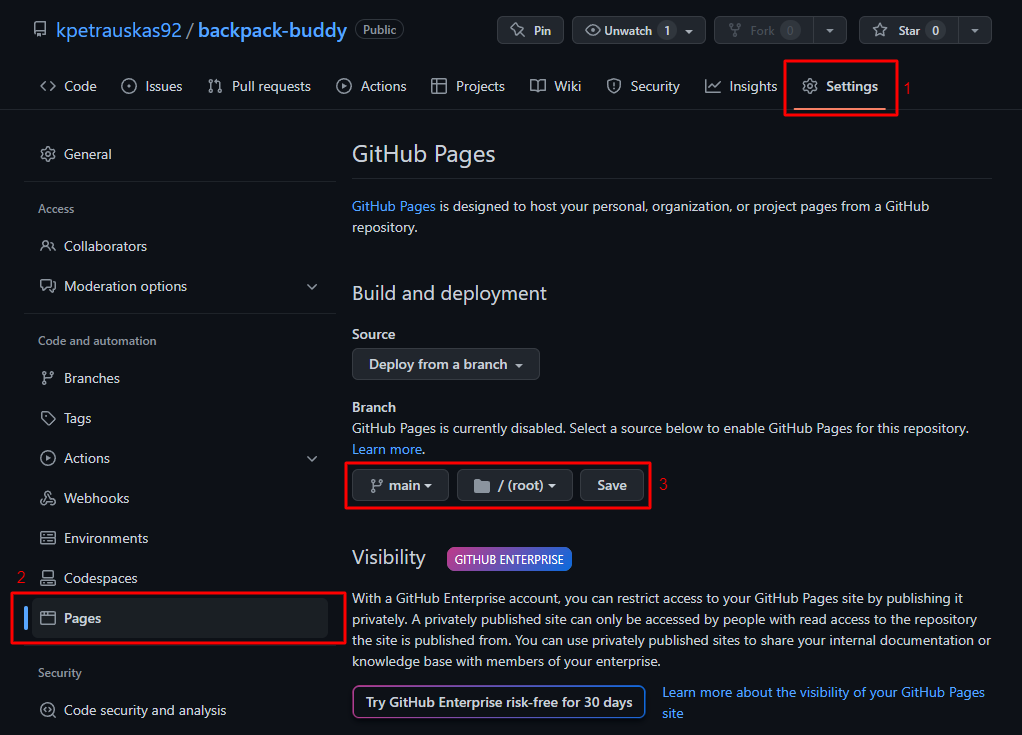 kpetrauskas92 / backpack-buddy Public Pin Unwatch 1 Fork 0 Star 0
Code Issues Pull requests Actions Projects Wiki Security Insights Settings 1
General
Access
Collaborators
Moderation options
Code and automation
Branches
Tags
Actions
Webhooks
Environments
2 Codespaces
Pages
Security
Code security and analysis
GitHub Pages
GitHub Pages is designed to host your personal, organization, or project pages from a GitHub
repository.
Build and deployment
Source
Deploy from a branch
Branch
GitHub Pages is currently disabled. Select a source below to enable GitHub Pages for this repository.
Learn more.
main / (root) Save 3
Visibility GITHUB ENTERPRISE
With a GitHub Enterprise account, you can restrict access to your GitHub Pages site by publishing it
privately. A privately published site can only be accessed by people with read access to the repository
the site is published from. You can use privately published sites to share your internal documentation or
knowledge base with members of your enterprise.
Try GitHub Enterprise risk-free for 30 days
Learn more about the visibility of your GitHub Pages
site